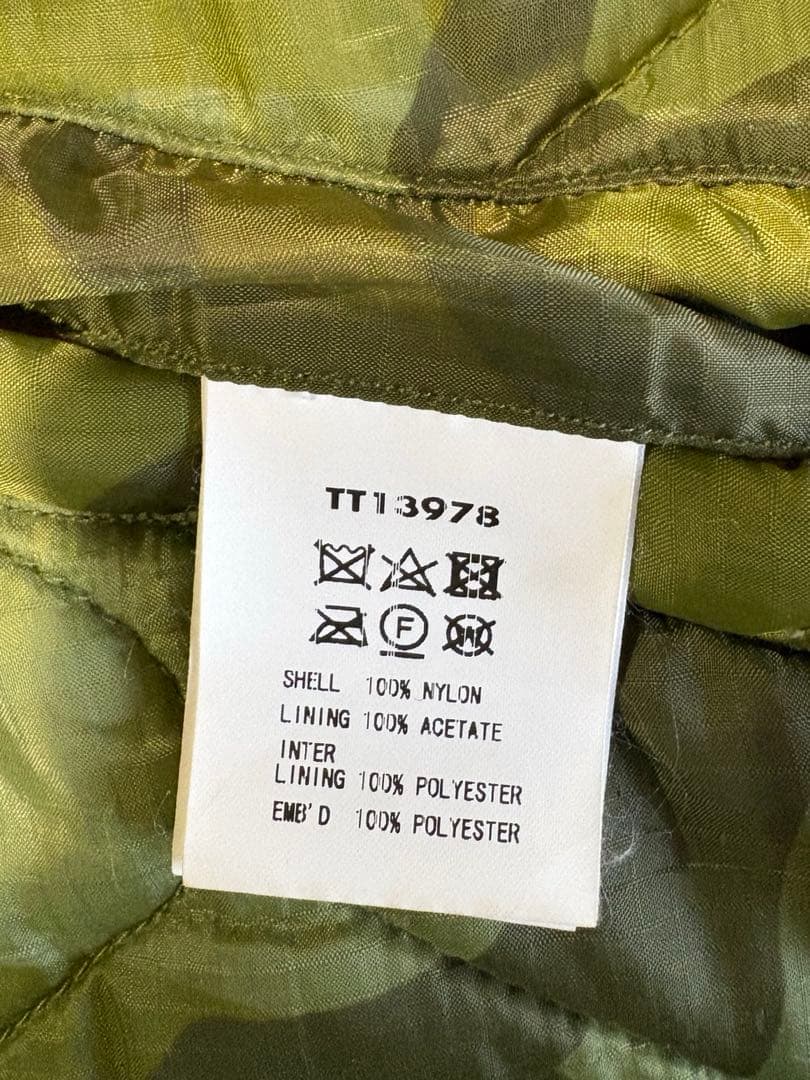 TT13978
F W
SHELL 100% NYLON
LINING 100% ACETATE
INTER
LINING 100% POLYESTER
EMB'D 100% POLYESTER